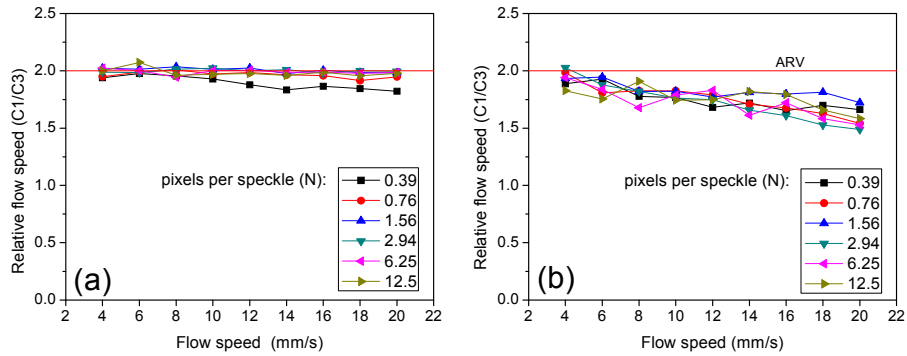 (a)
Relative flow speed (C1/C3)
2.5
2.0
1.5
1.0
0.5
0.0
pixels per speckle (N):
0.39
0.76
1.56
2.94
6.25
12.5
2 4 6 8 10 12 14 16 18 20 22
Flow speed (mm/s)
(b)
Relative flow speed (C1/C3)
2.5
2.0
1.5
1.0
0.5
0.0
ARV
pixels per speckle (N):
0.39
0.76
1.56
2.94
6.25
12.5
2 4 6 8 10 12 14 16 18 20 22
Flow speed (mm/s)